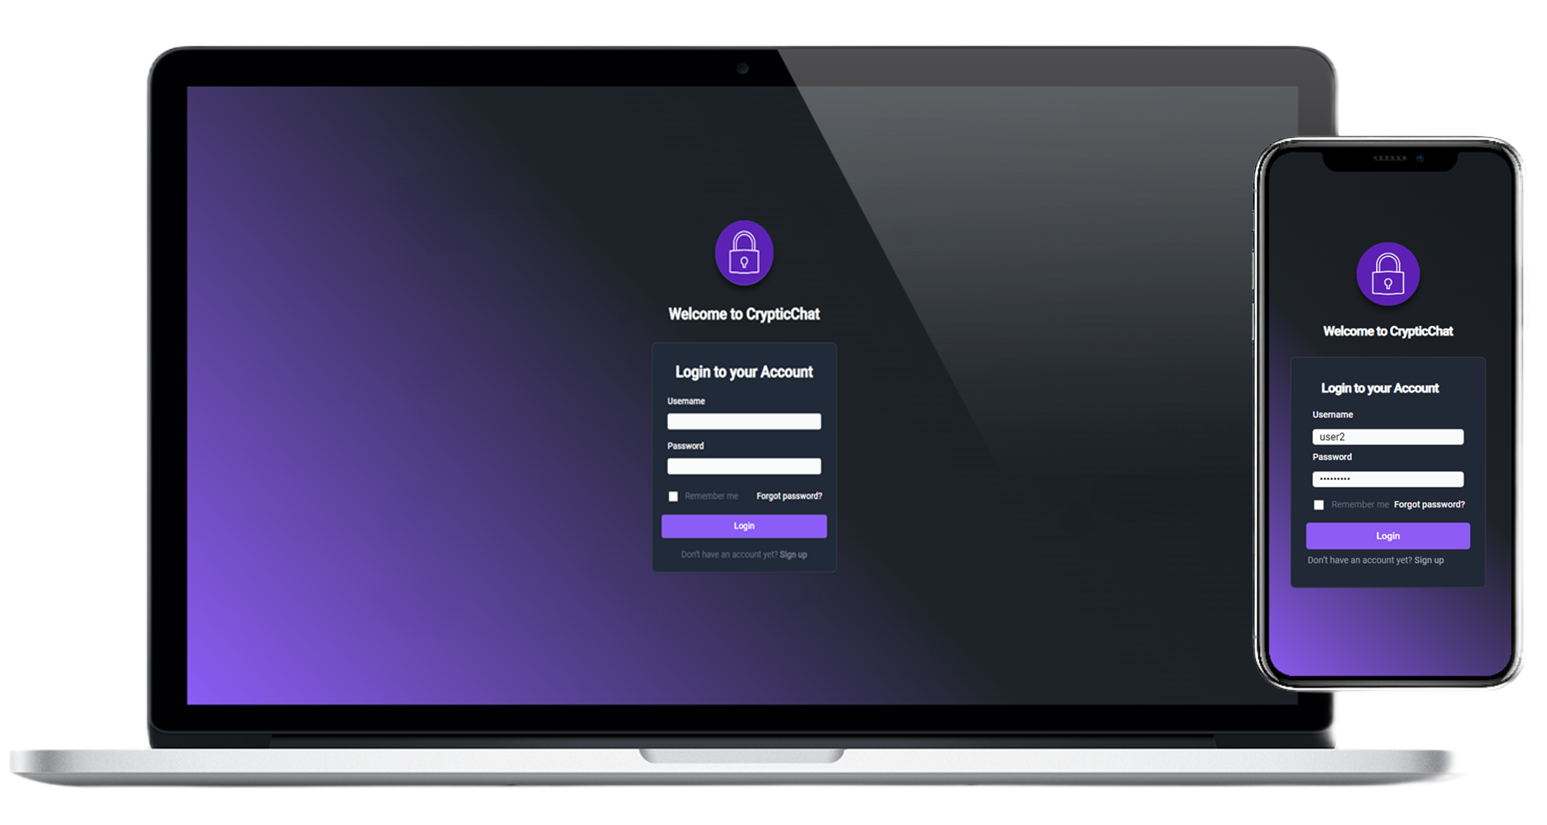 Welcome to CrypticChat
Login to your Account
Username
Password
Remember me Forgot password?
Login
Don't have an account yet? Sign up
Welcome to CrypticChat
Login to your Account
Username
user2
Password
•••••••••
Remember me Forgot password?
Login
Don't have an account yet? Sign up